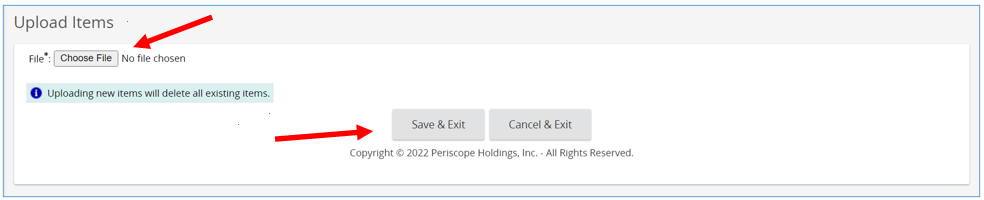 Upload Items
File*: Choose File No file chosen
Uploading new items will delete all existing items.
Save & Exit Cancel & Exit
Copyright © 2022 Periscope Holdings, Inc. - All Rights Reserved.